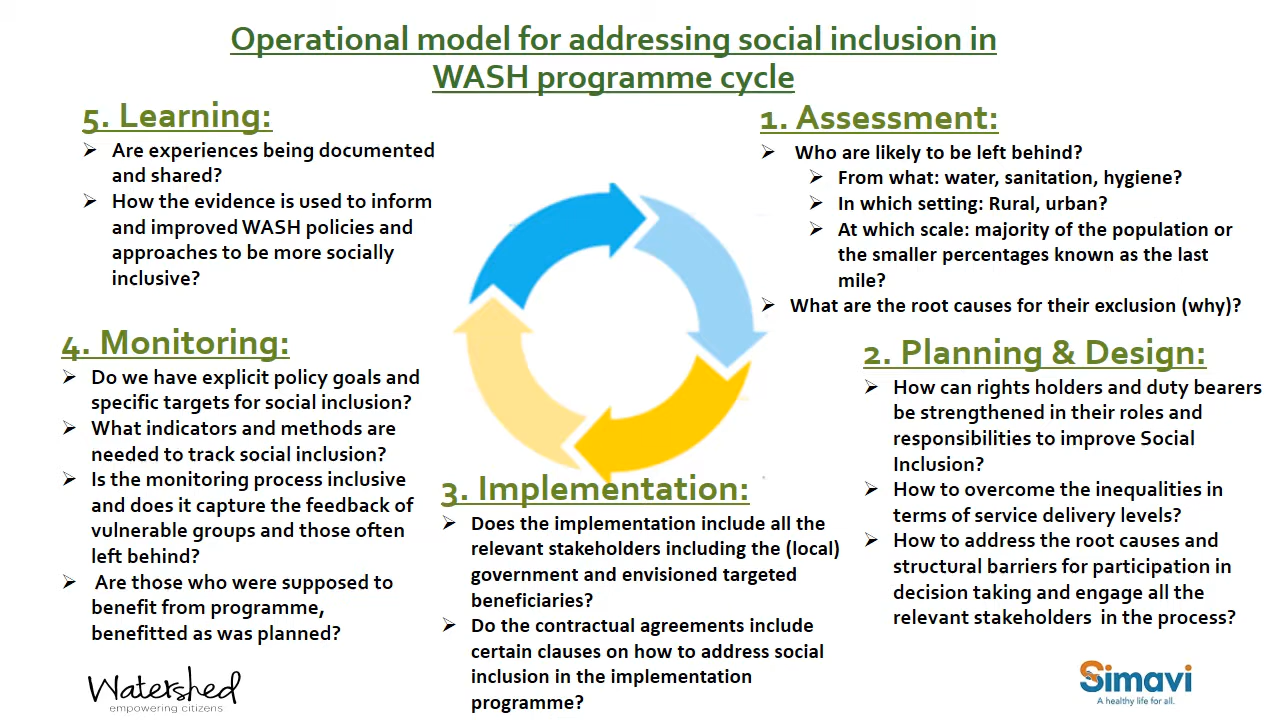 Operational model for addressing social inclusion in
WASH programme cycle
1. Assessment:
➢ Who are likely to be left behind?
➢ From what: water, sanitation, hygiene?
➢ In which setting: Rural, urban?
➢ At which scale: majority of the population or
the smaller percentages known as the last
mile?
➢ What are the root causes for their exclusion (why)?
2. Planning & Design:
➢ How can rights holders and duty bearers
be strengthened in their roles and
responsibilities to improve Social
Inclusion?
➢ How to overcome the inequalities in
terms of service delivery levels?
➢ How to address the root causes and
structural barriers for participation in
decision taking and engage all the
relevant stakeholders in the process?
3. Implementation:
➢ Does the implementation include all the
relevant stakeholders including the (local)
government and envisioned targeted
beneficiaries?
➢ Do the contractual agreements include
certain clauses on how to address social
inclusion in the implementation
programme?
4. Monitoring:
➢ Do we have explicit policy goals and
specific targets for social inclusion?
➢ What indicators and methods are
needed to track social inclusion?
➢ Is the monitoring process inclusive
and does it capture the feedback of
vulnerable groups and those often
left behind?
➢ Are those who were supposed to
benefit from programme,
benefitted as was planned?
5. Learning:
➢ Are experiences being documented
and shared?
➢ How the evidence is used to inform
and improved WASH policies and
approaches to be more socially
inclusive?
Watershed
empowering citizens
Simavi
A healthy life for all.